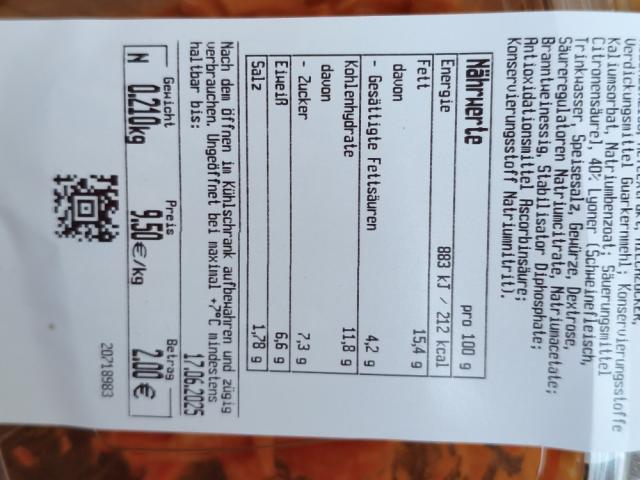 Verdickungsmittel Guarkernmehl; Konservierungsstoffe
Kaliumsorbat, Natriumbenzoat; Säuerungsmittel
Citronensäure), 40% Lyoner (Schweinefleisch,
Trinkwasser, Speisesalz, Gewürze, Dextrose,
Säureregulatoren Natriumcitrate, Natriumacetate;
Branntweinessig, Stabilisator Diphosphate;
Antioxidationsmittel Ascorbinsäure;
Konservierungsstoff Natriumnitrit).
Nährwerte pro 100 g
Energie 883 kJ / 212 kcal
Fett 15,4 g
davon
- Gesättigte Fettsäuren 4,2 g
Kohlenhydrate 11,8 g
davon
- Zucker 7,3 g
Eiweiß 6,6 g
Salz 1,78 g
Nach dem öffnen im Kühlschrank aufbewahren und zügig
verbrauchen. Ungeöffnet bei maximal +7°C mindestens
haltbar bis: 17.06.2025
Gewicht Preis Betrag
N 0.210kg 9,50 €/kg 2,00 €
20718983